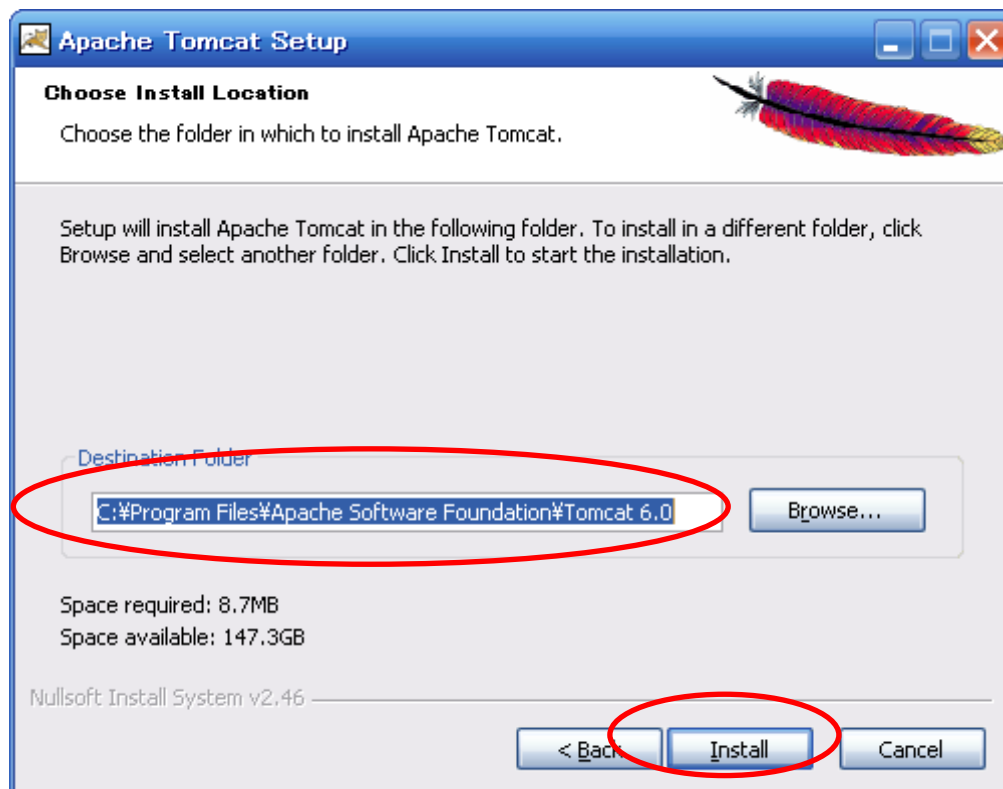 Apache Tomcat Setup
Choose Install Location
Choose the folder in which to install Apache Tomcat.
Setup will install Apache Tomcat in the following folder. To install in a different folder, click
Browse and select another folder. Click Install to start the installation.
Destination Folder
C:¥Program Files¥Apache Software Foundation¥Tomcat 6.0
Browse...
Space required: 8.7MB
Space available: 147.3GB
Nullsoft Install System v2.46
< Back
Install
Cancel